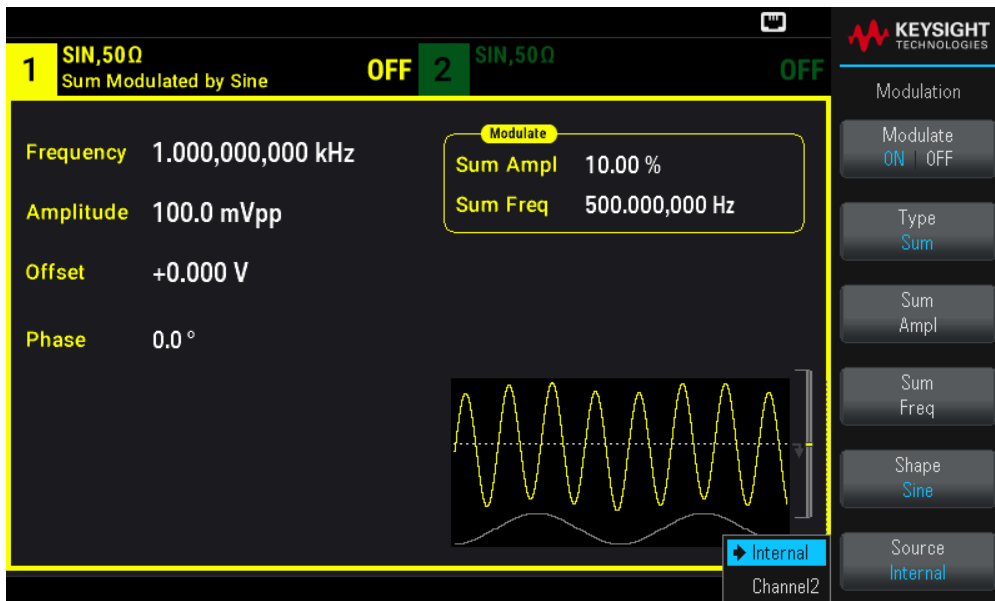 1
SIN,50Ω
Sum Modulated by Sine
OFF
2
SIN,50Ω
OFF
Frequency 1.000,000,000 kHz
Amplitude 100.0 mVpp
Offset +0.000 V
Phase 0.0 °
Modulate
Sum Ampl 10.00 %
Sum Freq 500.000,000 Hz
Internal
Channel2
KEYSIGHT
TECHNOLOGIES
Modulation
Modulate
ON | OFF
Type
Sum
Sum
Ampl
Sum
Freq
Shape
Sine
Source
Internal